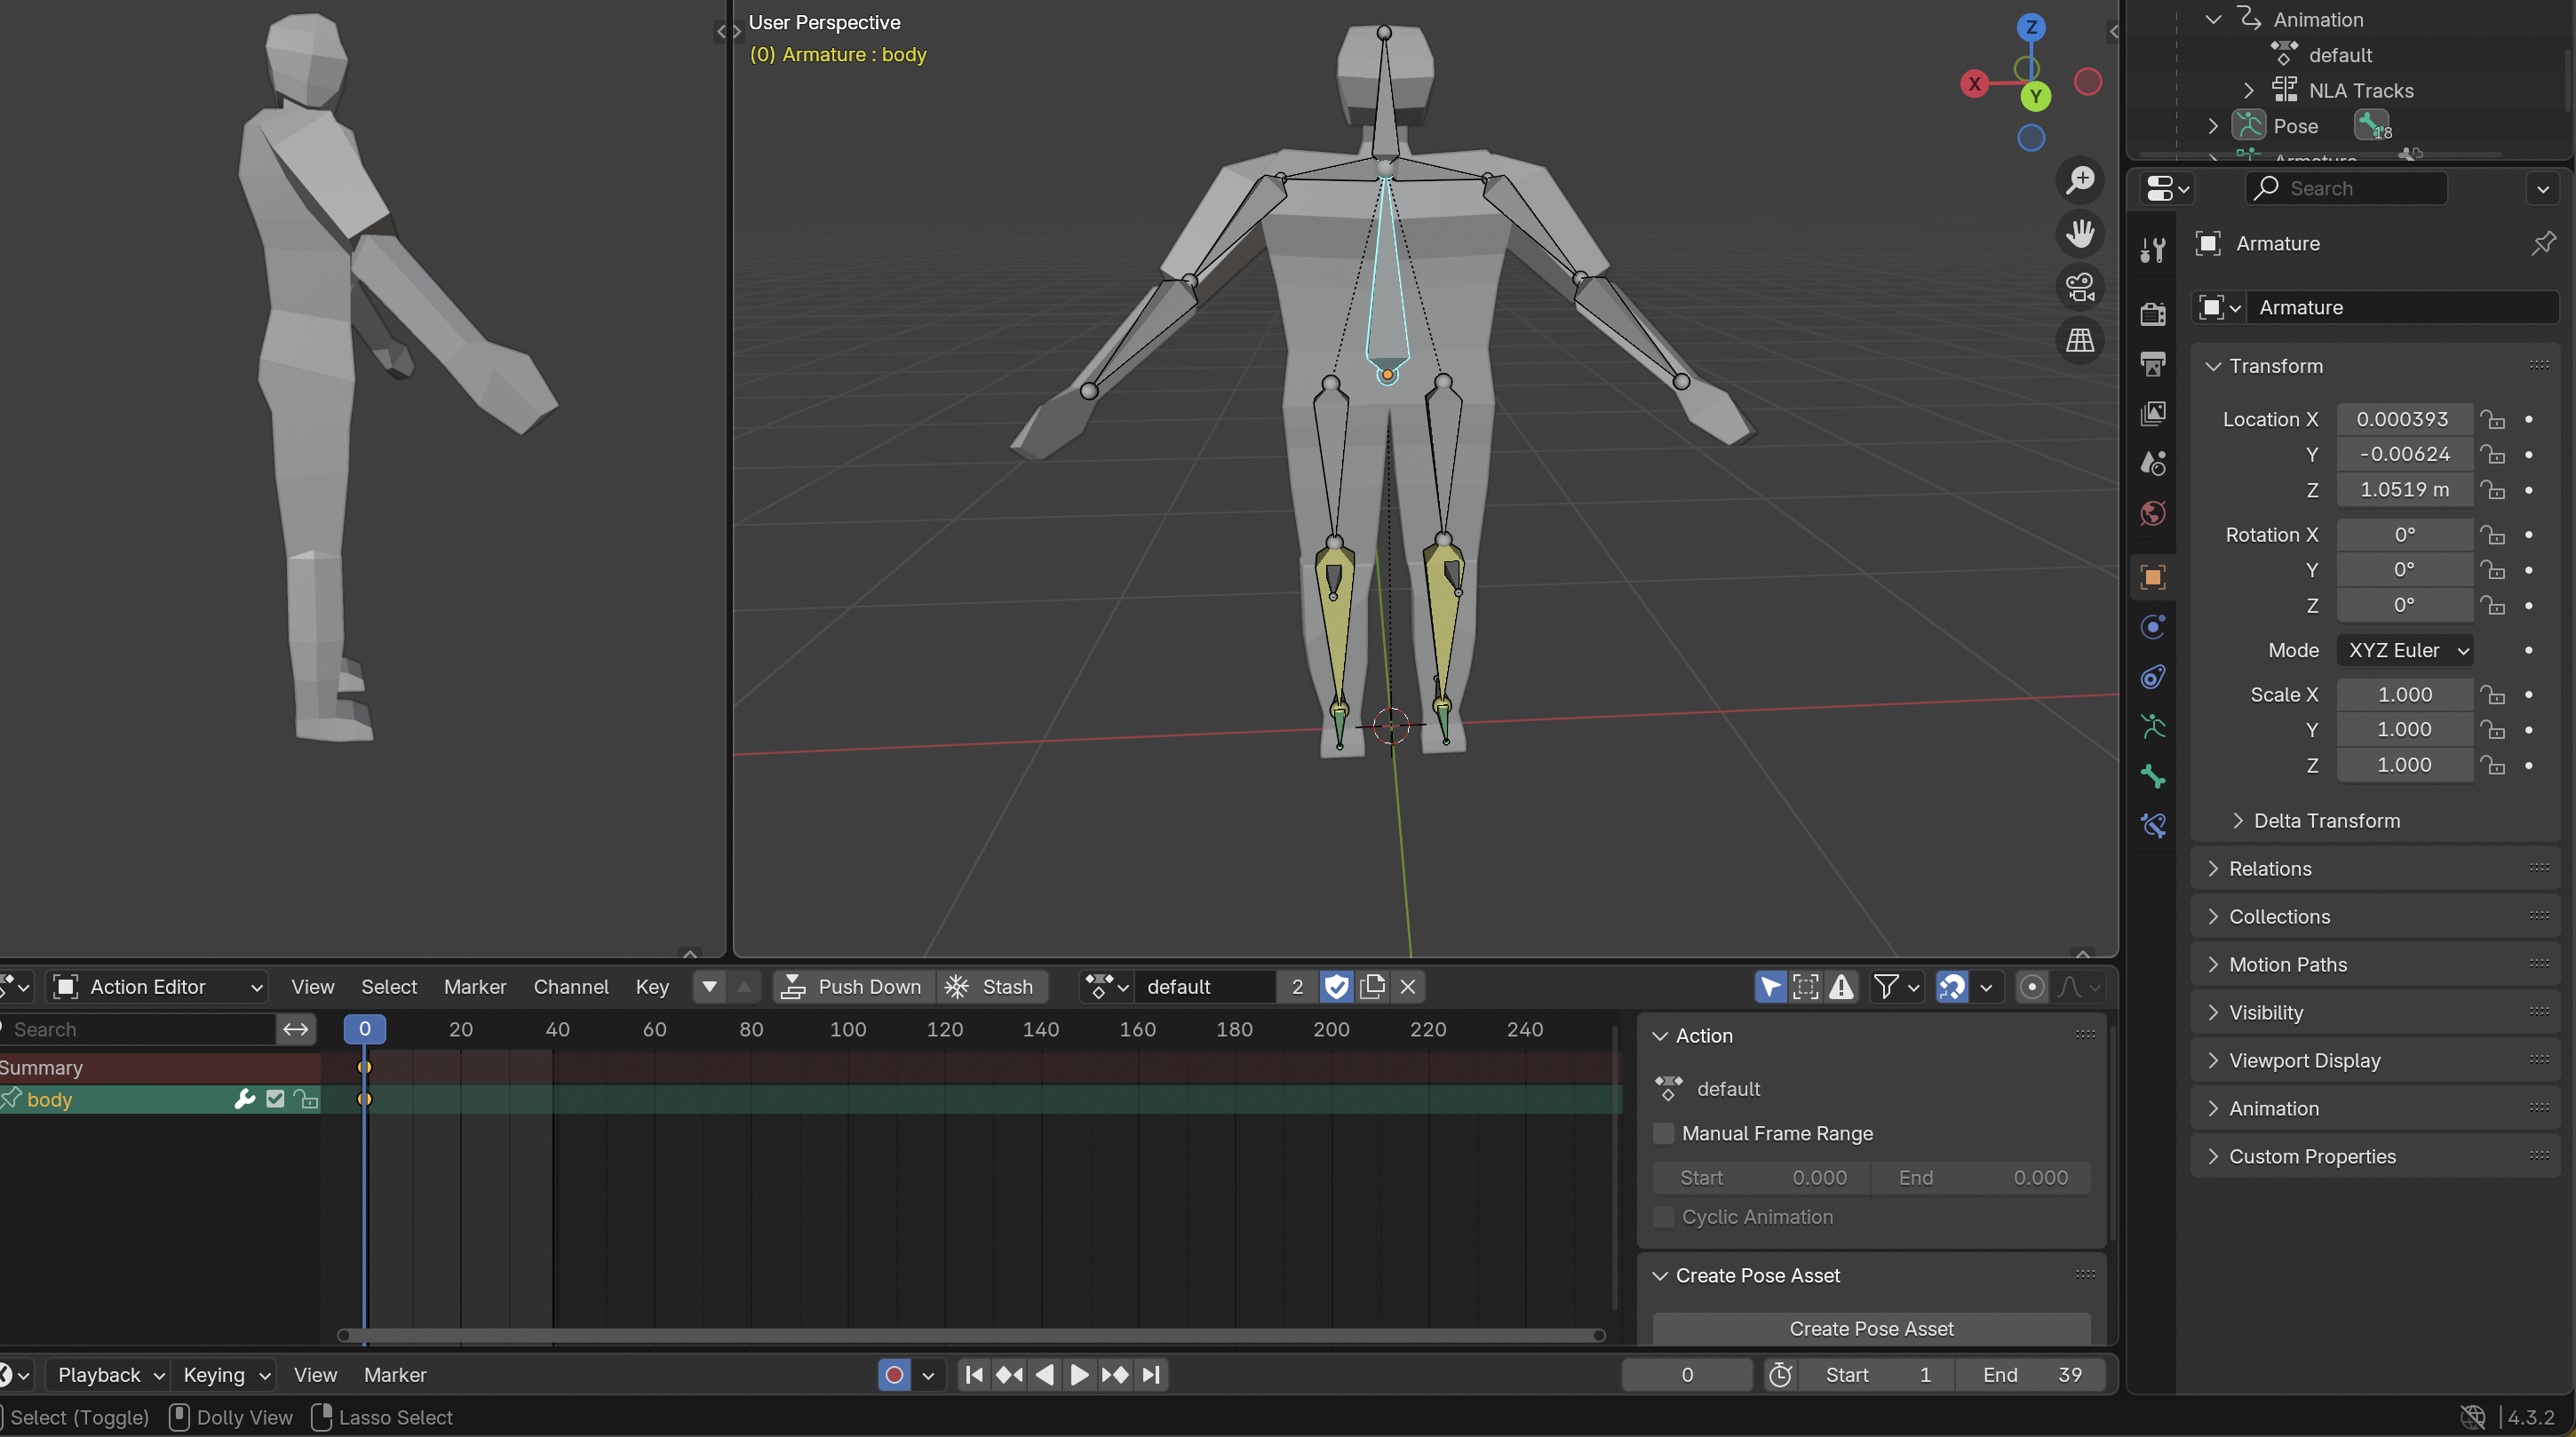 User Perspective
(0) Armature : body
Z
X
Y
Animation
default
NLA Tracks
Pose
18
Search
Armature
Armature
Transform
Location X 0.000393
Y -0.00624
Z 1.0519 m
Rotation X 0°
Y 0°
Z 0°
Mode XYZ Euler
Scale X 1.000
Y 1.000
Z 1.000
Delta Transform
Relations
Collections
Motion Paths
Visibility
Viewport Display
Animation
Custom Properties
Action Editor View Select Marker Channel Key Push Down Stash default 2
Search 0 20 40 60 80 100 120 140 160 180 200 220 240
Summary
body
Action
default
Manual Frame Range
Start 0.000 End 0.000
Cyclic Animation
Create Pose Asset
Create Pose Asset
Playback Keying View Marker 0 Start 1 End 39
Select (Toggle) Dolly View Lasso Select 4.3.2